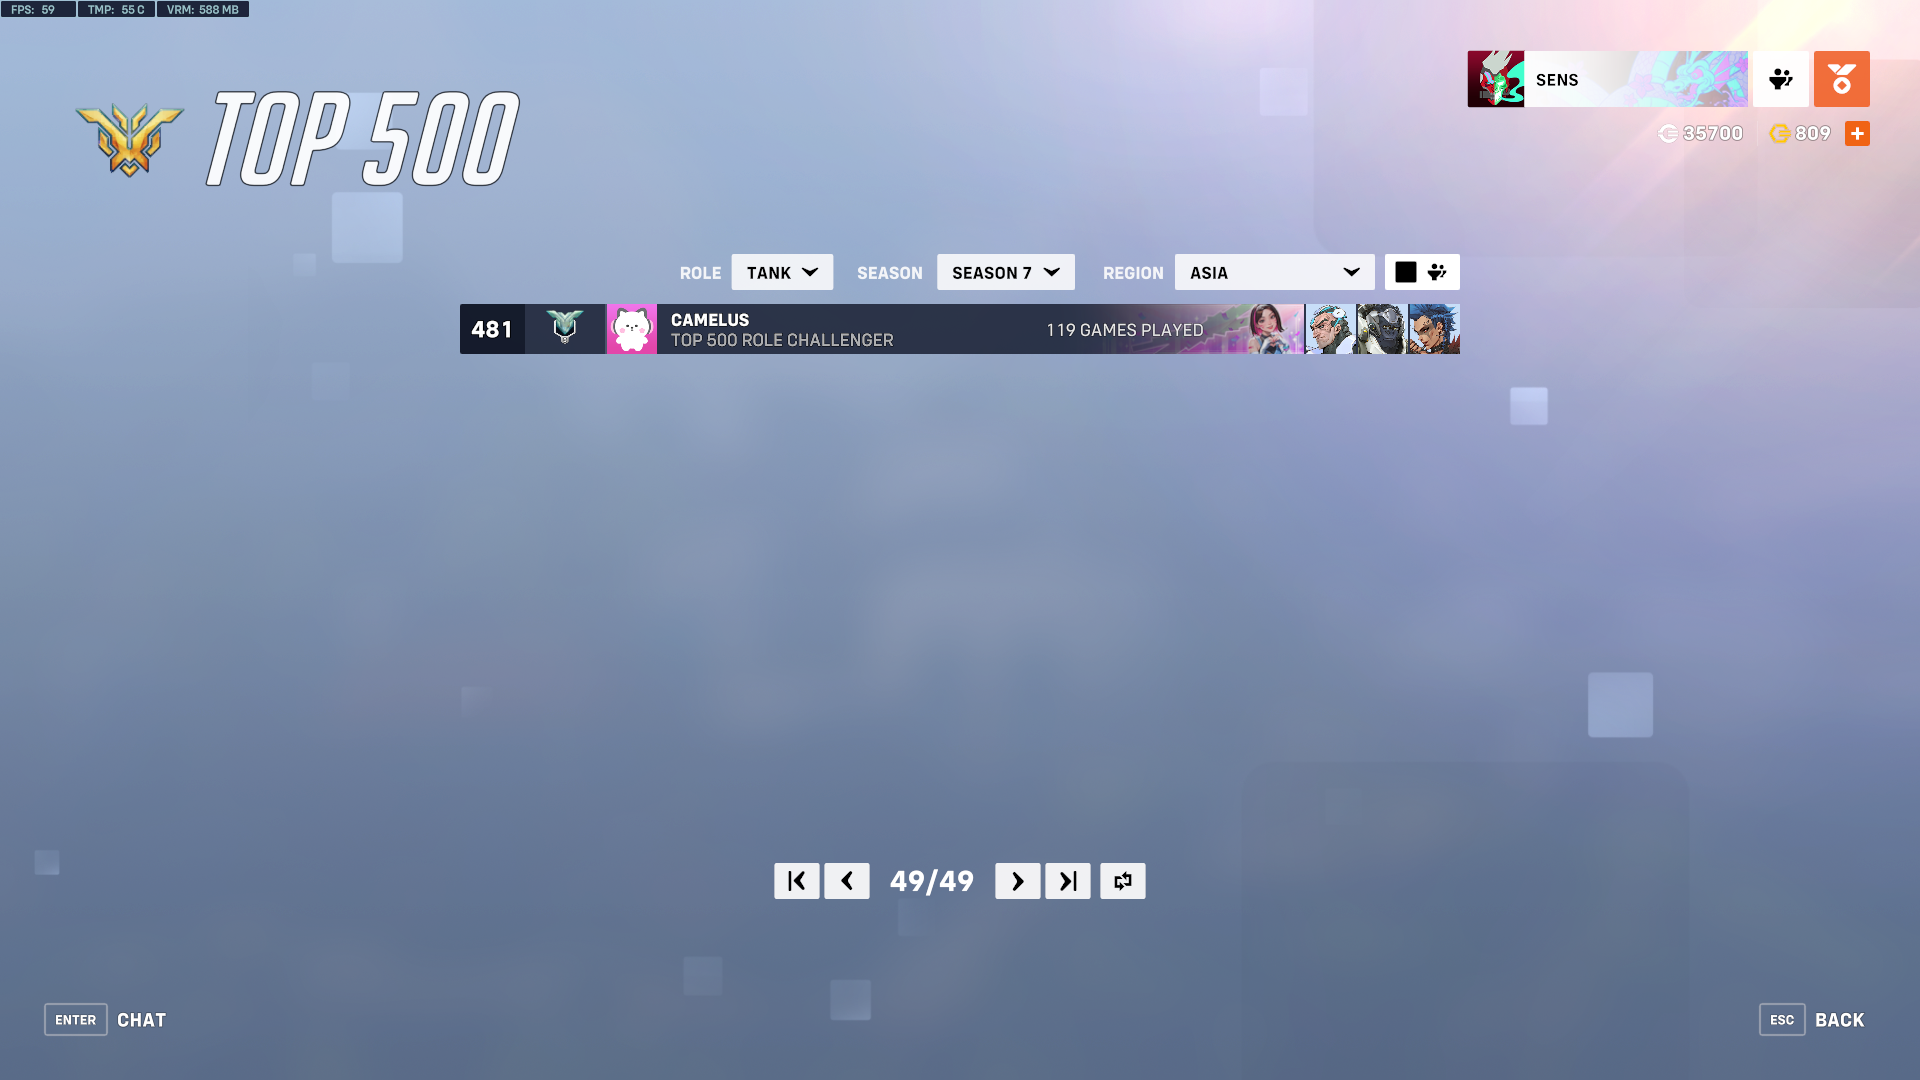 FPS: 59 TMP: 55 C VRM: 588 MB
SENS
TOP 500
35700 809
ROLE TANK SEASON SEASON 7 REGION ASIA
481 CAMELUS
TOP 500 ROLE CHALLENGER
119 GAMES PLAYED
49/49
ENTER CHAT
ESC BACK